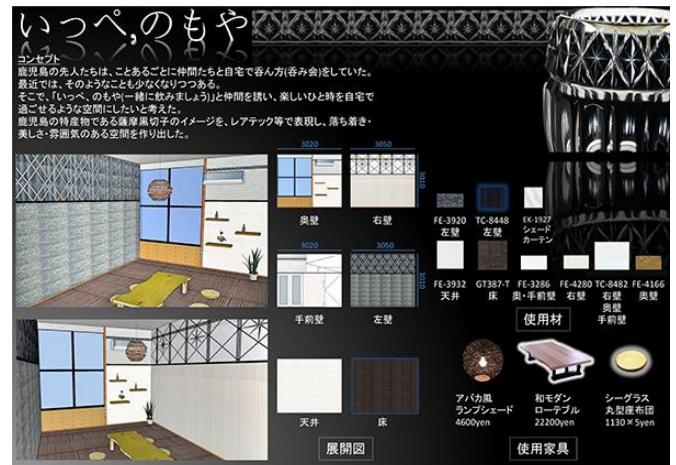 いっぺ,のもや
コンセプト
鹿児島の先人たちは、ことあるごとに仲間たちと自宅で呑ん方(呑み会)をしていた。
最近では、そのようなことも少なくなりつつある。
そこで、「いっぺ、のもや(一緒に飲みましょう)」と仲間を誘い、楽しいひと時を自宅で
過ごせるような空間にしたいと考えた。
鹿児島の特産物である薩摩黒切子のイメージを、レアテック等で表現し、落ち着き・
美しさ・雰囲気のある空間を作り出した。
3020
3050
3010
奥壁
右壁
3020
3050
3010
手前壁
左壁
天井
床
展開図
FE-3920
左壁
TC-8448
左壁
EK-1927
シェード
カーテン
FE-3932
天井
GT387-T
床
FE-3286
奥・手前壁
FE-4280
右壁
TC-8482
右壁
奥壁
手前壁
FE-4166
奥壁
使用材
アバカ風
ランプシェード
4600yen
和モダン
ローテーブル
22200yen
シーグラス
丸型座布団
1130×5yen
使用家具